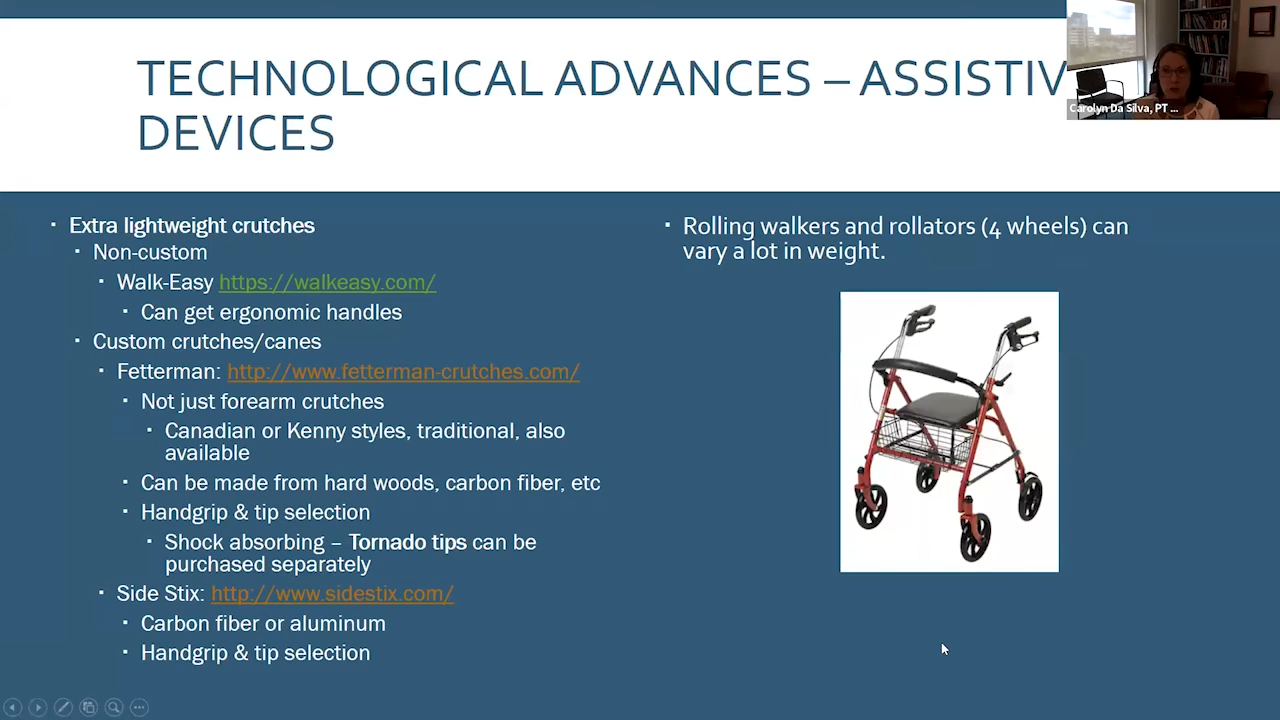 TECHNOLOGICAL ADVANCES – ASSISTIV
DEVICES
Carolyn Da Silva, PT ...
Extra lightweight crutches
Non-custom
Walk-Easy https://walkeasy.com/
Can get ergonomic handles
Custom crutches/canes
Fetterman: http://www.fetterman-crutches.com/
Not just forearm crutches
Canadian or Kenny styles, traditional, also
available
Can be made from hard woods, carbon fiber, etc
Handgrip & tip selection
Shock absorbing – Tornado tips can be
purchased separately
Side Stix: http://www.sidestix.com/
Carbon fiber or aluminum
Handgrip & tip selection
Rolling walkers and rollators (4 wheels) can
vary a lot in weight.